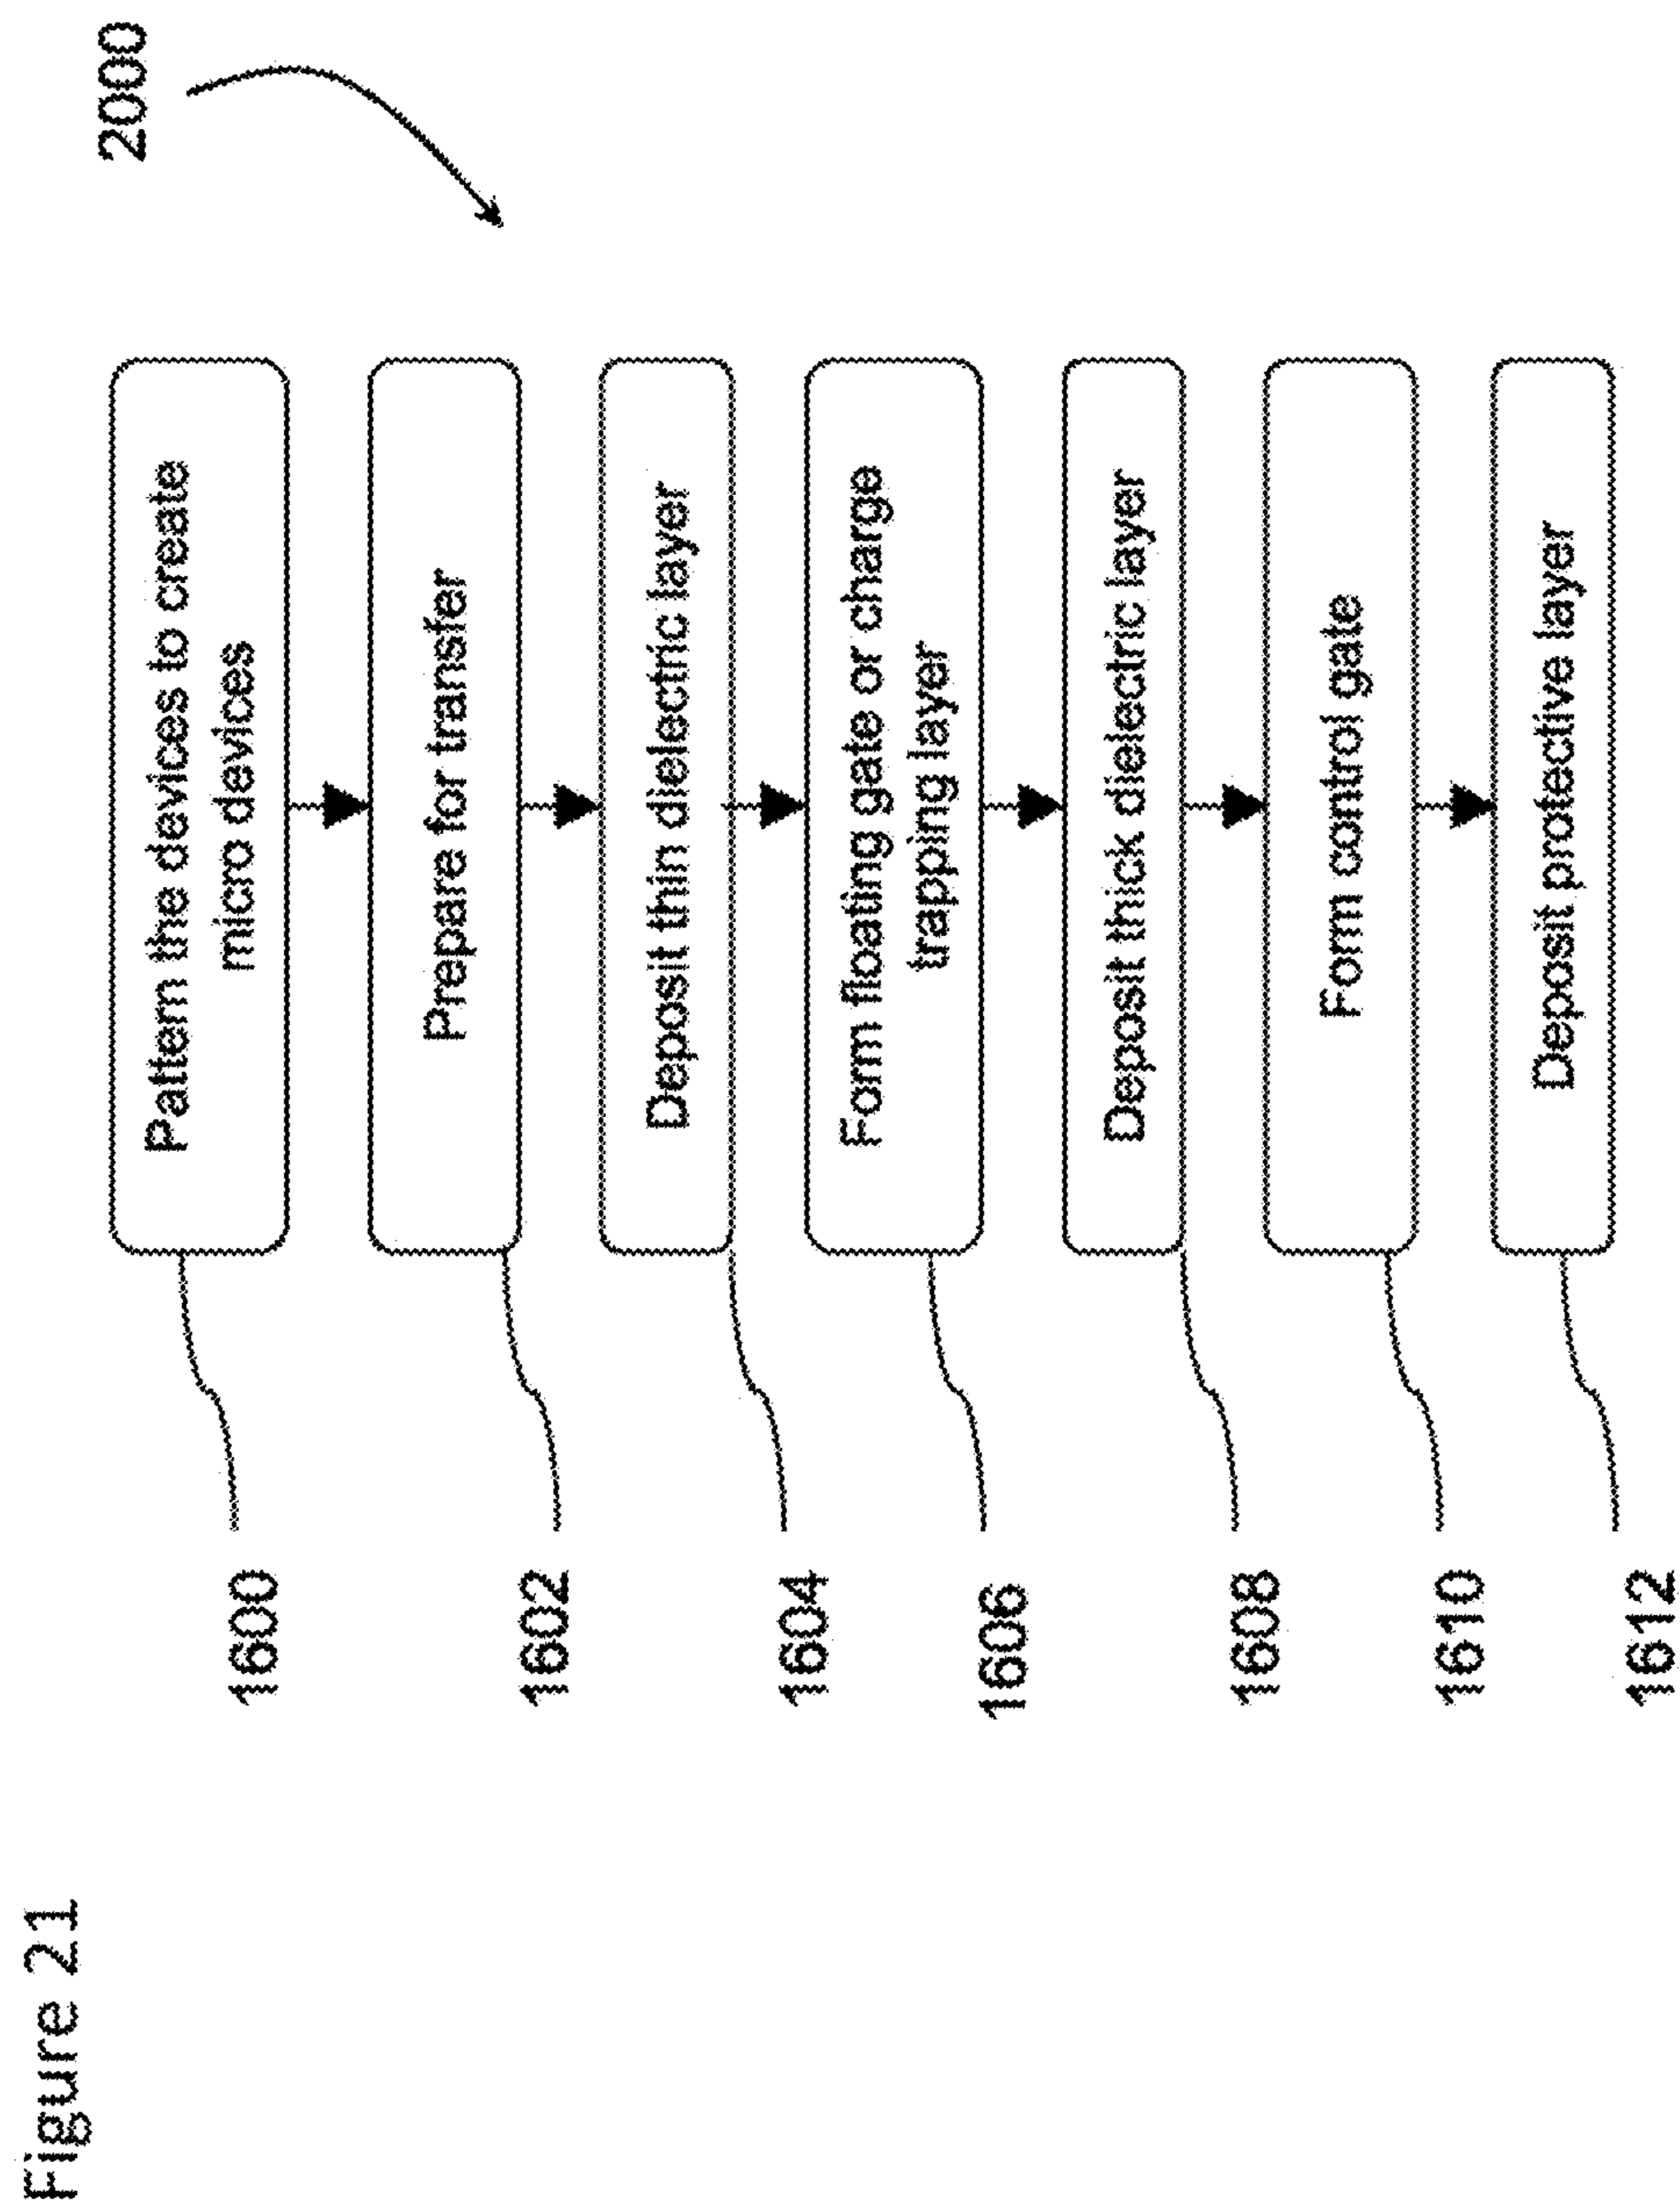 Figure 21
2000
1600
Pattern the devices to create
micro devices
1602
Prepare for transfer
1604
Deposit thin dielectric layer
1606
Form floating gate or charge
trapping layer
1608
Deposit thick dielectric layer
1610
Form control gate
1612
Deposit protective layer